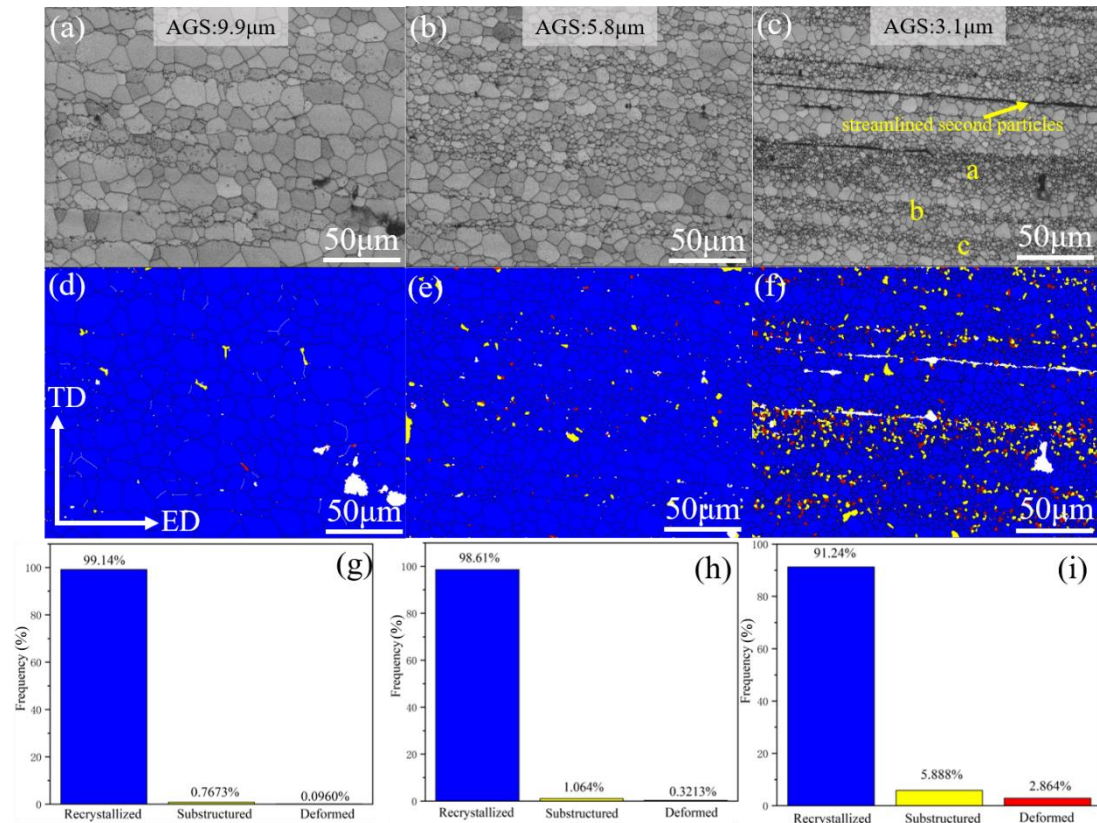 (a)
AGS:9.9μm
50μm
(b)
AGS:5.8μm
50μm
(c)
AGS:3.1μm
streamlined second particles
a
b
c
50μm
(d)
TD
ED
50μm
(e)
50μm
(f)
50μm
(g)
99.14%
100
80
60
40
20
0
Frequency (%)
0.7673%
0.0960%
Recrystallized Substructured Deformed
(h)
98.61%
100
80
60
40
20
0
Frequency (%)
1.064%
0.3213%
Recrystallized Substructured Deformed
(i)
91.24%
100
80
60
40
20
0
Frequency (%)
5.888%
2.864%
Recrystallized Substructured Deformed